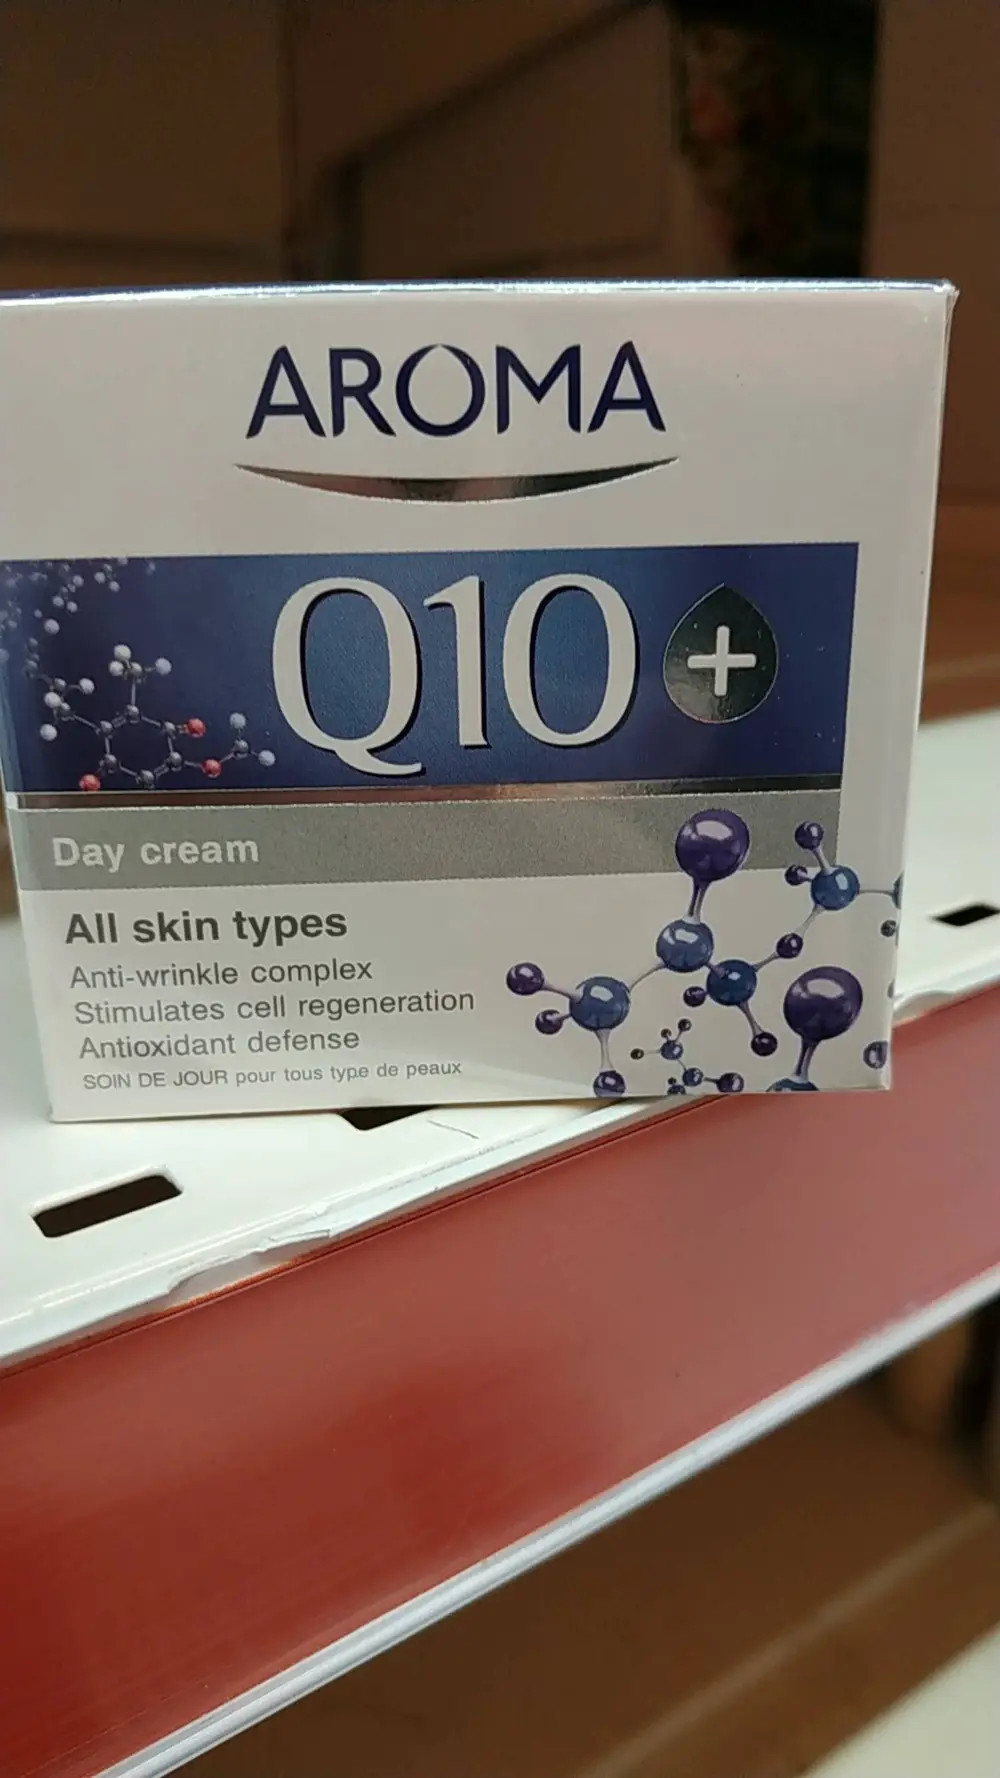 AROMA
Q10 +
Day cream
All skin types
Anti-wrinkle complex
Stimulates cell regeneration
Antioxidant defense
SOIN DE JOUR pour tous type de peaux